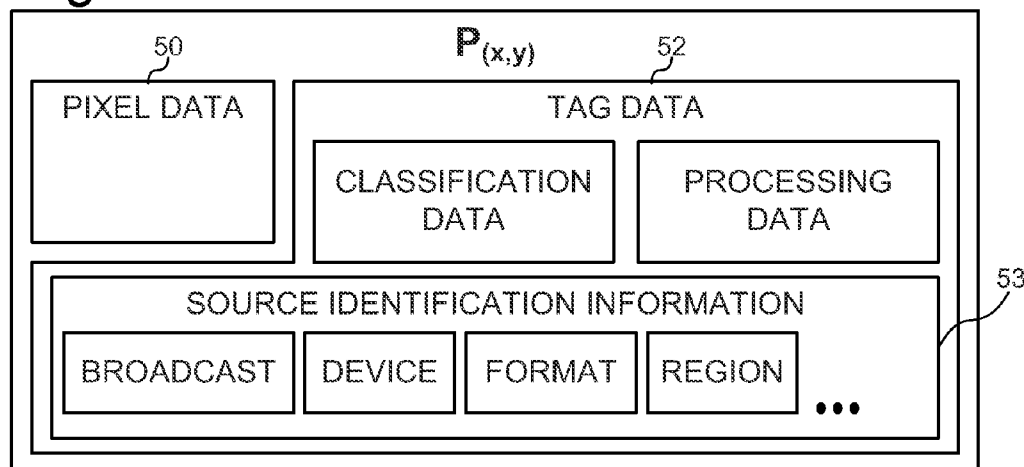 P(x,y)
50
52
PIXEL DATA
TAG DATA
CLASSIFICATION
DATA
PROCESSING
DATA
53
SOURCE IDENTIFICATION INFORMATION
BROADCAST
DEVICE
FORMAT
REGION
•••